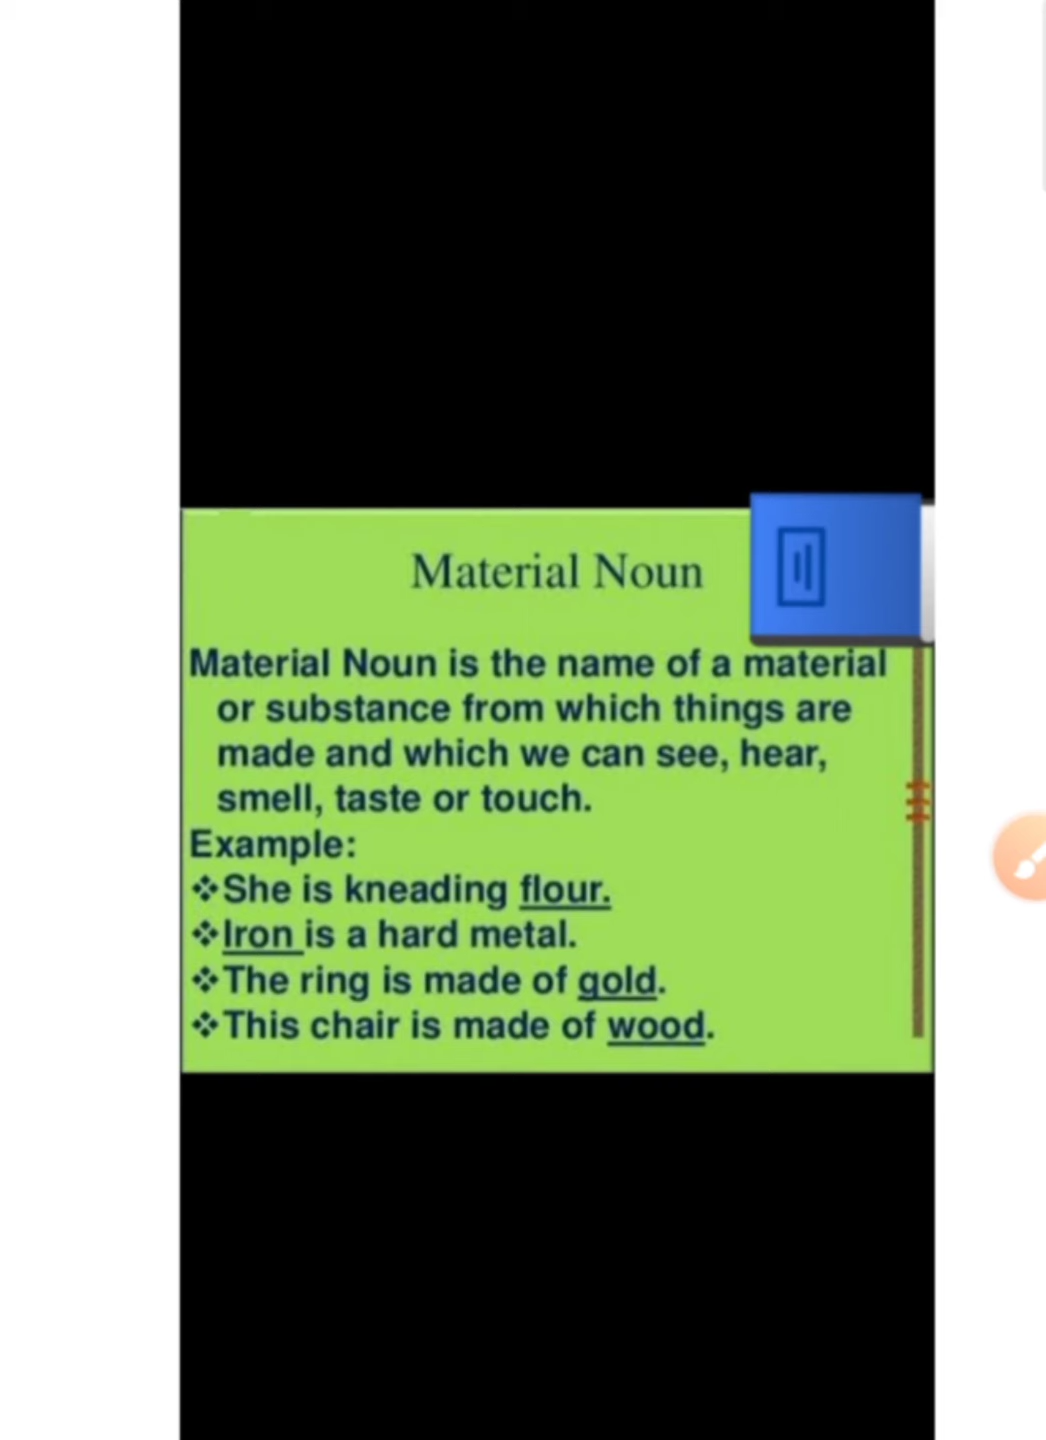 Material Noun
Material Noun is the name of a material
or substance from which things are
made and which we can see, hear,
smell, taste or touch.
Example:
❖She is kneading flour.
❖Iron is a hard metal.
❖The ring is made of gold.
❖This chair is made of wood.